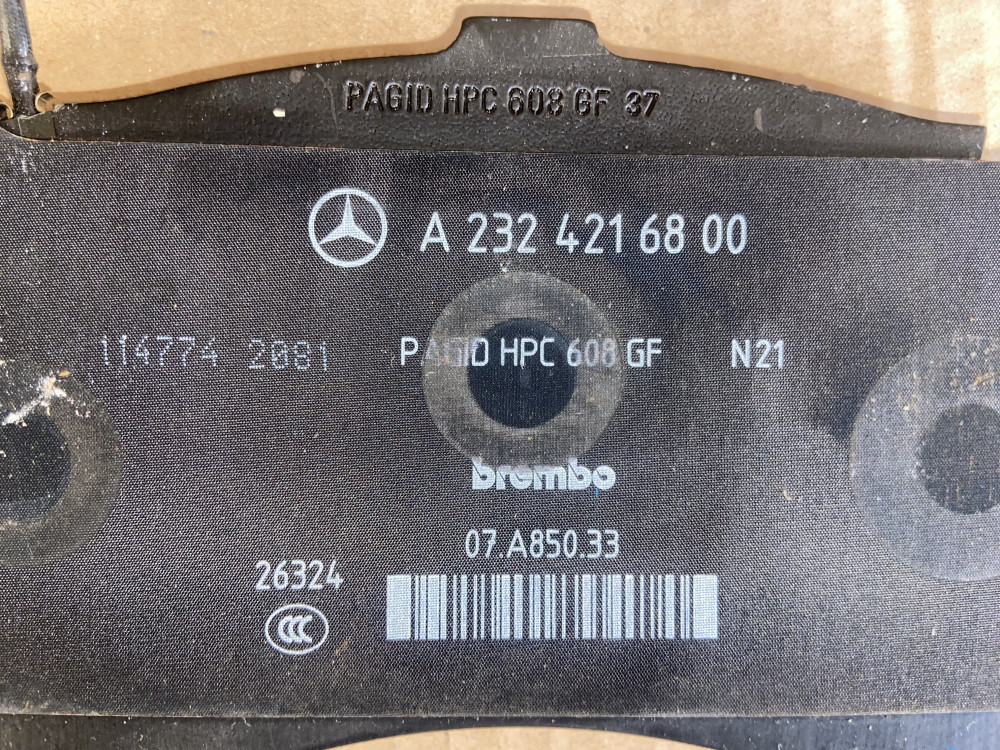 PAGID HPC 608 GF 37
A 232 421 68 00
114774 2081 PAGID HPC 608 GF N21
brembo
07.A850.33
26324
CCC